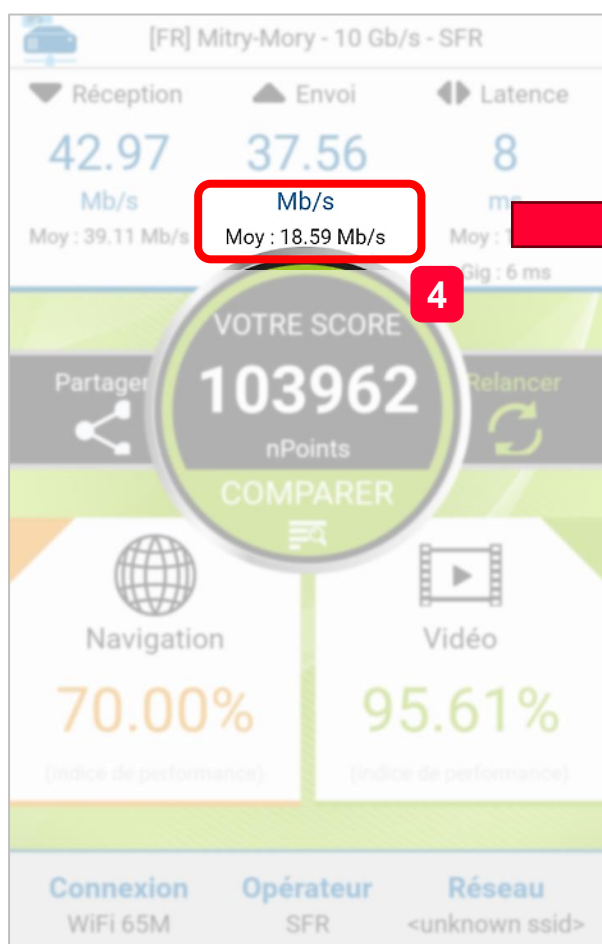 [FR] Mitry-Mory - 10 Gb/s - SFR
Réception Envoi Latence
42.97 37.56 8
Mb/s Mb/s
Moy : 39.11 Mb/s Moy : 18.59 Mb/s Moy :
Gig : 6 ms
4
VOTRE SCORE
Partager 103962 Relancer
nPoints
COMPARER
Navigation Vidéo
70.00% 95.61%
(indice de performance) (indice de performance)
Connexion Opérateur Réseau
WiFi 65M SFR <unknown ssid>